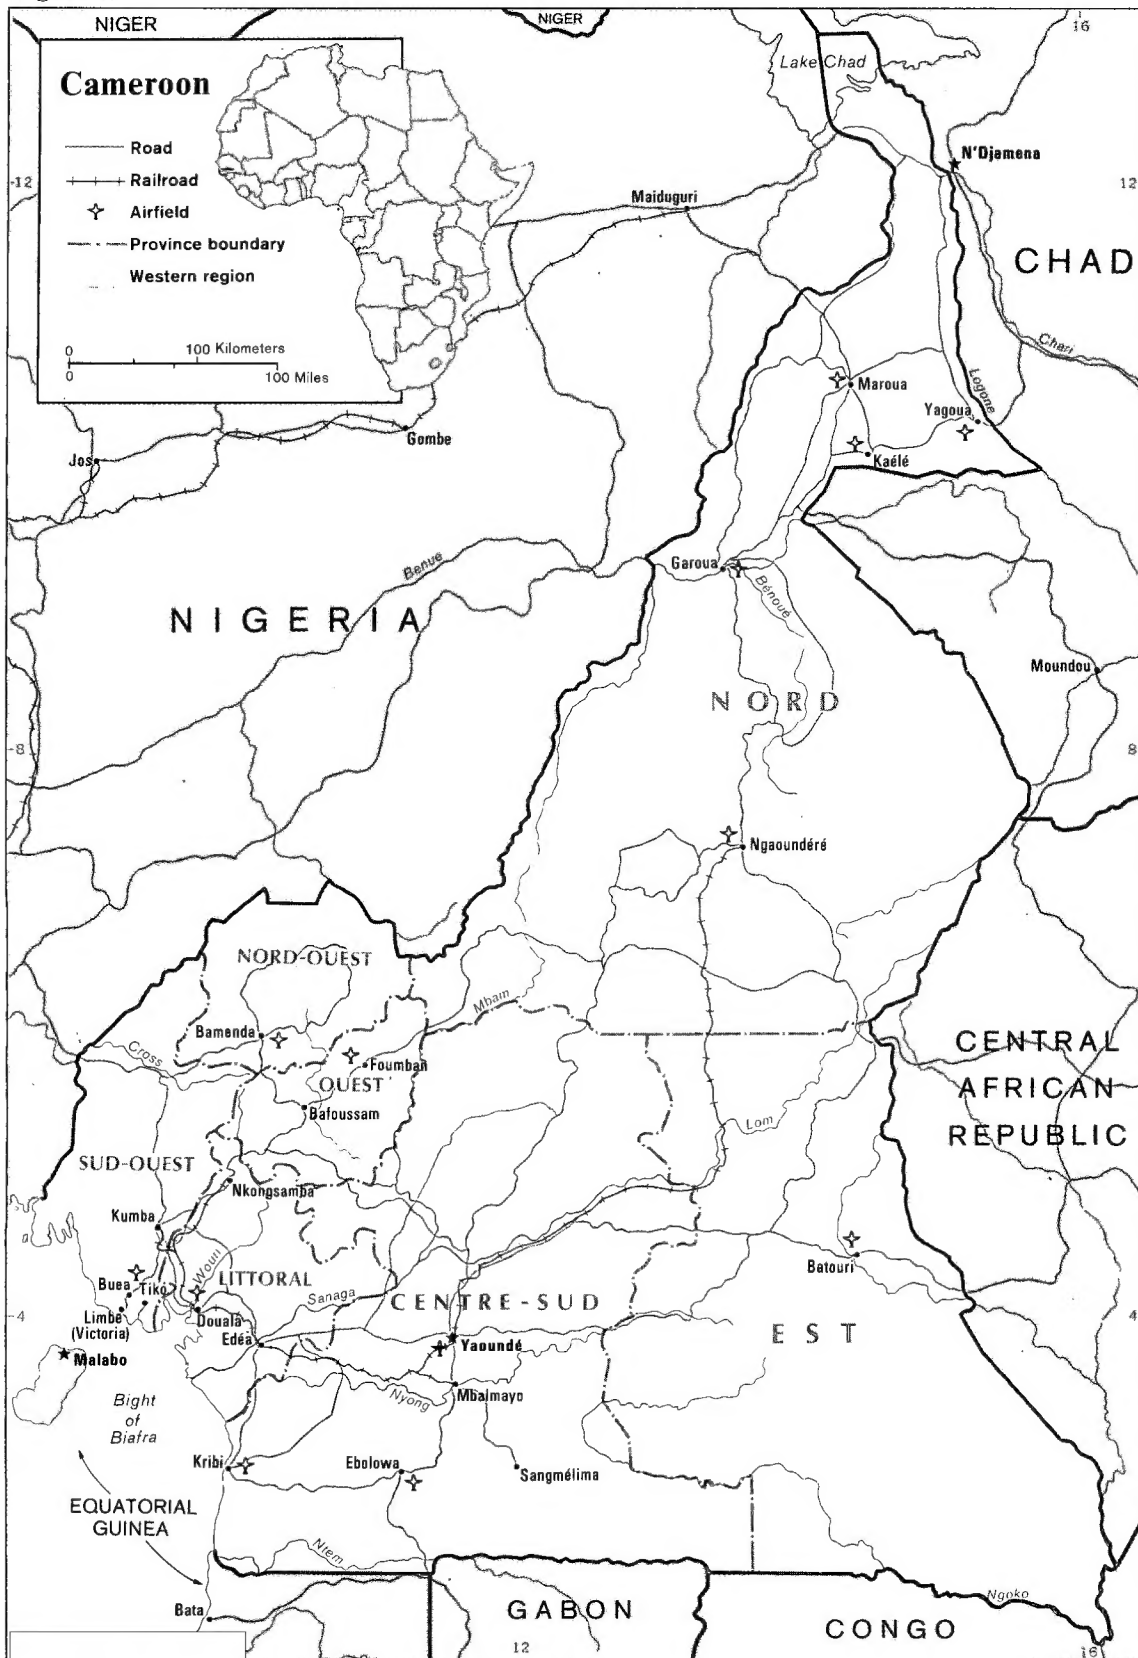 NIGER
NIGER
16
Cameroon
Road
Railroad
Airfield
Province boundary
Western region
0
100 Kilometers
0
100 Miles
Lake Chad
N'Djamena
12
12
Maiduguri
CHAD
Chari
Logone
Maroua
Yagoua
Kaélé
Gombe
Jos
Benue
Garoua
Bénoué
NIGERIA
Moundou
NORD
8
8
Ngaoundéré
NORD-OUEST
Mbam
Bamenda
Cross
Foumban
OUEST
Bafoussam
CENTRAL
AFRICAN
REPUBLIC
Lom
SUD-OUEST
Nkongsamba
Kumba
Batouri
Woun
Buea
Tiko
LITTORAL
Sanaga
CENTRE-SUD
Limbe
(Victoria)
Douala
Edéa
4
4
EST
Yaoundé
Malabo
Mbalmayo
Nyong
Bight
of
Biafra
Kribi
Ebolowa
Sangmélima
EQUATORIAL
GUINEA
Ntem
Ngoko
Bata
GABON
CONGO
12
16